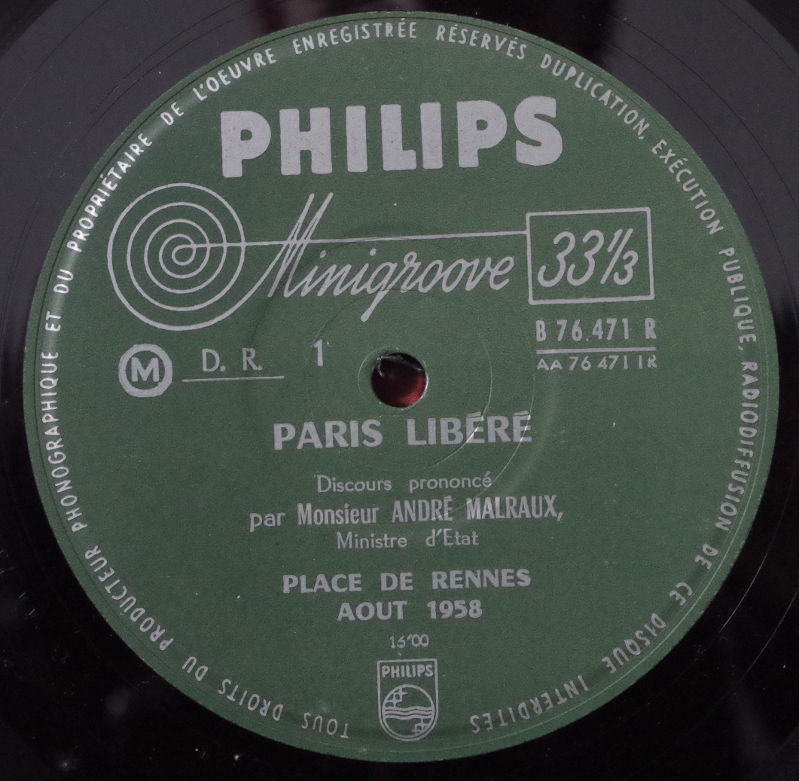 TOUS DROITS DU PRODUCTEUR PHONOGRAPHIQUE ET DU PROPRIÉTAIRE DE L'OEUVRE ENREGISTRÉE RÉSERVÉS DUPLICATION, EXÉCUTION PUBLIQUE, RADIODIFFUSION DE CE DISQUE INTERDITES
PHILIPS
Minigroove 33⅓
B 76.471 R
AA 76 471 1R
M D. R. 1
PARIS LIBÉRÉ
Discours prononcé
par Monsieur ANDRÉ MALRAUX,
Ministre d'Etat
PLACE DE RENNES
AOUT 1958
16'00
PHILIPS